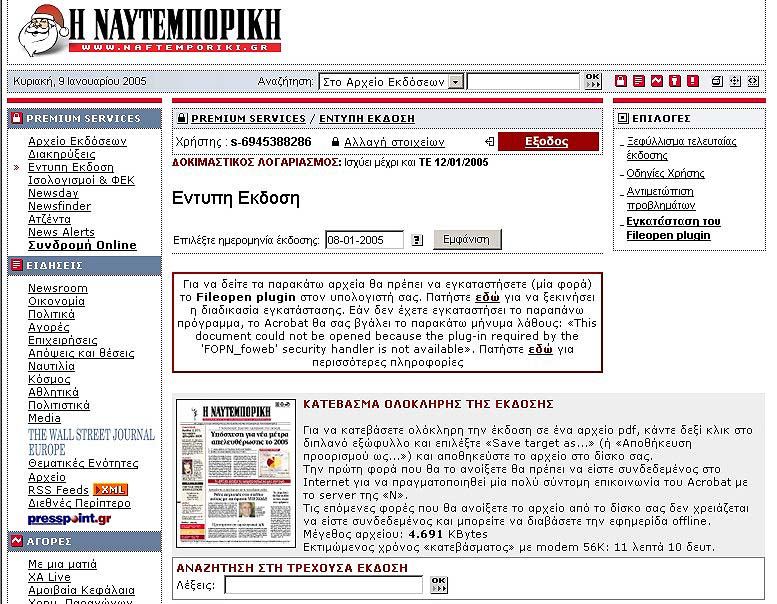 Η ΝΑΥΤΕΜΠΟΡΙΚΗ
WWW.NAFTEMPORIKI.GR
Κυριακή, 9 Ιανουαρίου 2005
Αναζήτηση: Στο Αρχείο Εκδόσεων OK
PREMIUM SERVICES
Αρχείο Εκδόσεων
Διακηρύξεις
» Εντυπη Εκδοση
Ισολογισμοί & ΦΕΚ
Newsday
Newsfinder
Ατζέντα
News Alerts
Συνδρομή Online
ΕΙΔΗΣΕΙΣ
Newsroom
Οικονομία
Πολιτικά
Αγορές
Επιχειρήσεις
Απόψεις και θέσεις
Ναυτιλία
Κόσμος
Αθλητικά
Πολιτιστικά
Media
THE WALL STREET JOURNAL
EUROPE
Θεματικές Ενότητες
Αρχείο
RSS Feeds XML
Διεθνές Περίπτερο
presspoint.gr
ΑΓΟΡΕΣ
Με μια ματιά
ΧΑ Live
Αμοιβαία Κεφάλαια
PREMIUM SERVICES / ΕΝΤΥΠΗ ΕΚΔΟΣΗ
Χρήστης : s-6945388286 Αλλαγή στοιχείων Εξοδος
ΔΟΚΙΜΑΣΤΙΚΟΣ ΛΟΓΑΡΙΑΣΜΟΣ: Ισχύει μέχρι και ΤΕ 12/01/2005
Εντυπη Εκδοση
Επιλέξτε ημερομηνία έκδοσης: 08-01-2005 ? Εμφάνιση
Για να δείτε τα παρακάτω αρχεία θα πρέπει να εγκαταστήσετε (μία φορά)
το Fileopen plugin στον υπολογιστή σας. Πατήστε εδώ για να ξεκινήσει
η διαδικασία εγκατάστασης. Εάν δεν έχετε εγκαταστήσει το παραπάνω
πρόγραμμα, το Acrobat θα σας βγάλει το παρακάτω μήνυμα λάθους: «This
document could not be opened because the plug-in required by the
'FOPN_foweb' security handler is not available». Πατήστε εδώ για
περισσότερες πληροφορίες
Η ΝΑΥΤΕΜΠΟΡΙΚΗ
Υπόσχεση για νέα μέτρα
απελευθέρωσης το 2005
ΚΑΤΕΒΑΣΜΑ ΟΛΟΚΛΗΡΗΣ ΤΗΣ ΕΚΔΟΣΗΣ
Για να κατεβάσετε ολόκληρη την έκδοση σε ένα αρχείο pdf, κάντε δεξί κλικ στο
διπλανό εξώφυλλο και επιλέξτε «Save target as...» (ή «Αποθήκευση
προορισμού ως...») και αποθηκεύστε το αρχείο στο δίσκο σας.
Την πρώτη φορά που θα το ανοίξετε θα πρέπει να είστε συνδεδεμένος στο
Internet για να πραγματοποιηθεί μία πολύ σύντομη επικοινωνία του Acrobat με
το server της «Ν».
Τις επόμενες φορές που θα ανοίξετε το αρχείο από το δίσκο σας δεν χρειάζεται
να είστε συνδεδεμένος και μπορείτε να διαβάσετε την εφημερίδα offline.
Μέγεθος αρχείου: 4.691 KBytes
Εκτιμώμενος χρόνος «κατεβάσματος» με modem 56K: 11 λεπτά 10 δευτ.
ΑΝΑΖΗΤΗΣΗ ΣΤΗ ΤΡΕΧΟΥΣΑ ΕΚΔΟΣΗ
Λέξεις: OK
ΕΠΙΛΟΓΕΣ
Ξεφύλλισμα τελευταίας
έκδοσης
Οδηγίες Χρήσης
Αντιμετώπιση
προβλημάτων
Εγκατάσταση του
Fileopen plugin